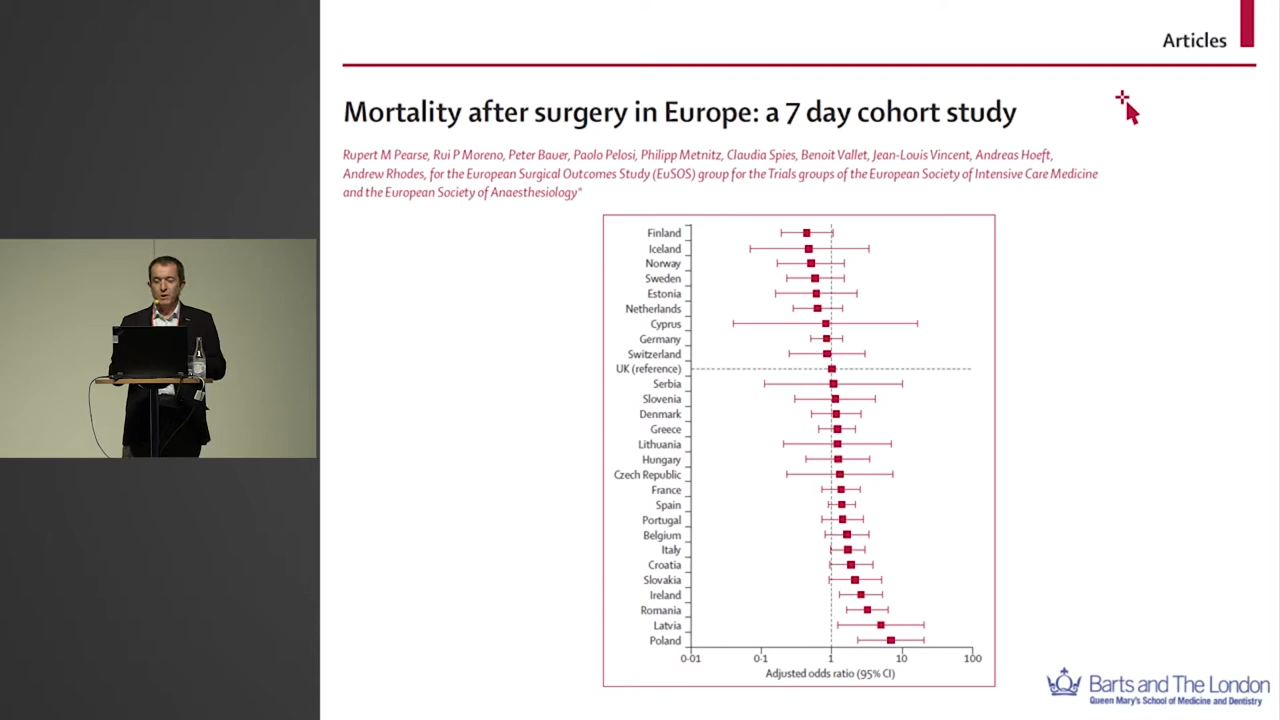 Articles
Mortality after surgery in Europe: a 7 day cohort study
Rupert M Pearse, Rui P Moreno, Peter Bauer, Paolo Pelosi, Philipp Metnitz, Claudia Spies, Benoit Vallet, Jean-Louis Vincent, Andreas Hoeft,
Andrew Rhodes, for the European Surgical Outcomes Study (EuSOS) group for the Trials groups of the European Society of Intensive Care Medicine
and the European Society of Anaesthesiology*
Finland
Iceland
Norway
Sweden
Estonia
Netherlands
Cyprus
Germany
Switzerland
UK (reference)
Serbia
Slovenia
Denmark
Greece
Lithuania
Hungary
Czech Republic
France
Spain
Portugal
Belgium
Italy
Croatia
Slovakia
Ireland
Romania
Latvia
Poland
0·01 0·1 1 10 100
Adjusted odds ratio (95% CI)
Barts and The London
Queen Mary's School of Medicine and Dentistry